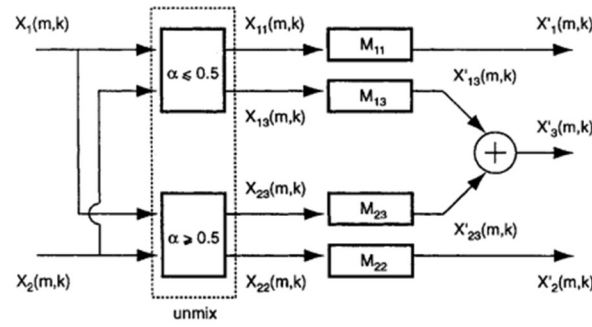 X₁(m,k)
X₁₁(m,k)
M₁₁
X'₁(m,k)
α ⩽ 0.5
X₁₃(m,k)
M₁₃
X'₁₃(m,k)
+
X'₃(m,k)
α ⩾ 0.5
X₂₃(m,k)
M₂₃
X'₂₃(m,k)
X₂(m,k)
X₂₂(m,k)
M₂₂
X'₂(m,k)
unmix